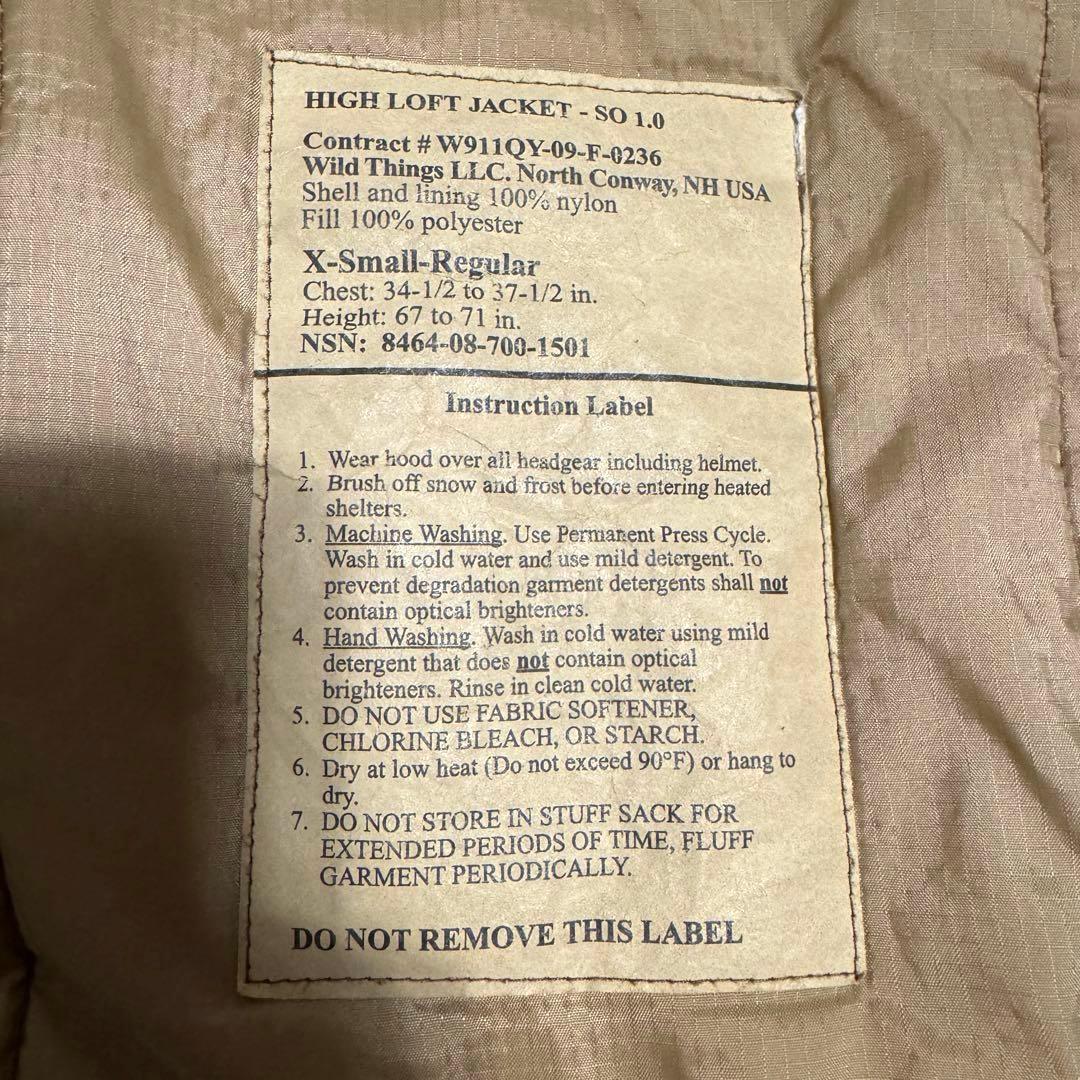 HIGH LOFT JACKET - SO 1.0
Contract # W911QY-09-F-0236
Wild Things LLC. North Conway, NH USA
Shell and lining 100% nylon
Fill 100% polyester
X-Small-Regular
Chest: 34-1/2 to 37-1/2 in.
Height: 67 to 71 in.
NSN: 8464-08-700-1501
Instruction Label
1. Wear hood over all headgear including helmet.
2. Brush off snow and frost before entering heated
shelters.
3. Machine Washing. Use Permanent Press Cycle.
Wash in cold water and use mild detergent. To
prevent degradation garment detergents shall not
contain optical brighteners.
4. Hand Washing. Wash in cold water using mild
detergent that does not contain optical
brighteners. Rinse in clean cold water.
5. DO NOT USE FABRIC SOFTENER,
CHLORINE BLEACH, OR STARCH.
6. Dry at low heat (Do not exceed 90°F) or hang to
dry.
7. DO NOT STORE IN STUFF SACK FOR
EXTENDED PERIODS OF TIME, FLUFF
GARMENT PERIODICALLY.
DO NOT REMOVE THIS LABEL